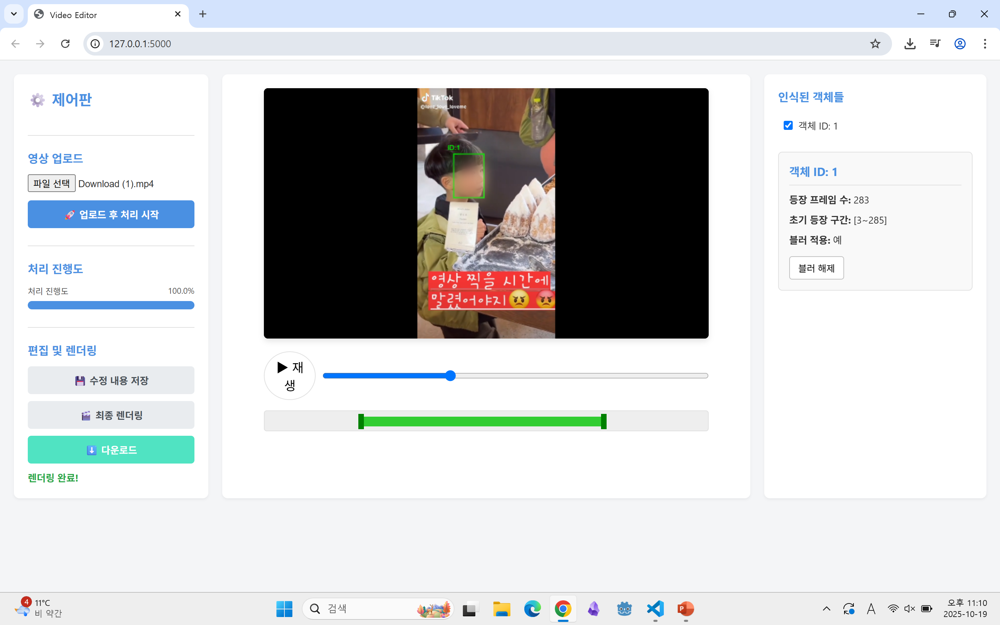 Video Editor
127.0.0.1:5000
제어판
영상 업로드
파일 선택 Download (1).mp4
🚀 업로드 후 처리 시작
처리 진행도
처리 진행도 100.0%
편집 및 렌더링
💾 수정 내용 저장
🎬 최종 렌더링
⬇️ 다운로드
렌더링 완료!
TikTok
@love_love_loveme
ID:1
영상 찍을 시간에
말렸어야지😠 😡
▶ 재
생
인식된 객체들
객체 ID: 1
객체 ID: 1
등장 프레임 수: 283
초기 등장 구간: [3~285]
블러 적용: 예
블러 해제
4
11°C
비 약간
검색
A
오후 11:10
2025-10-19